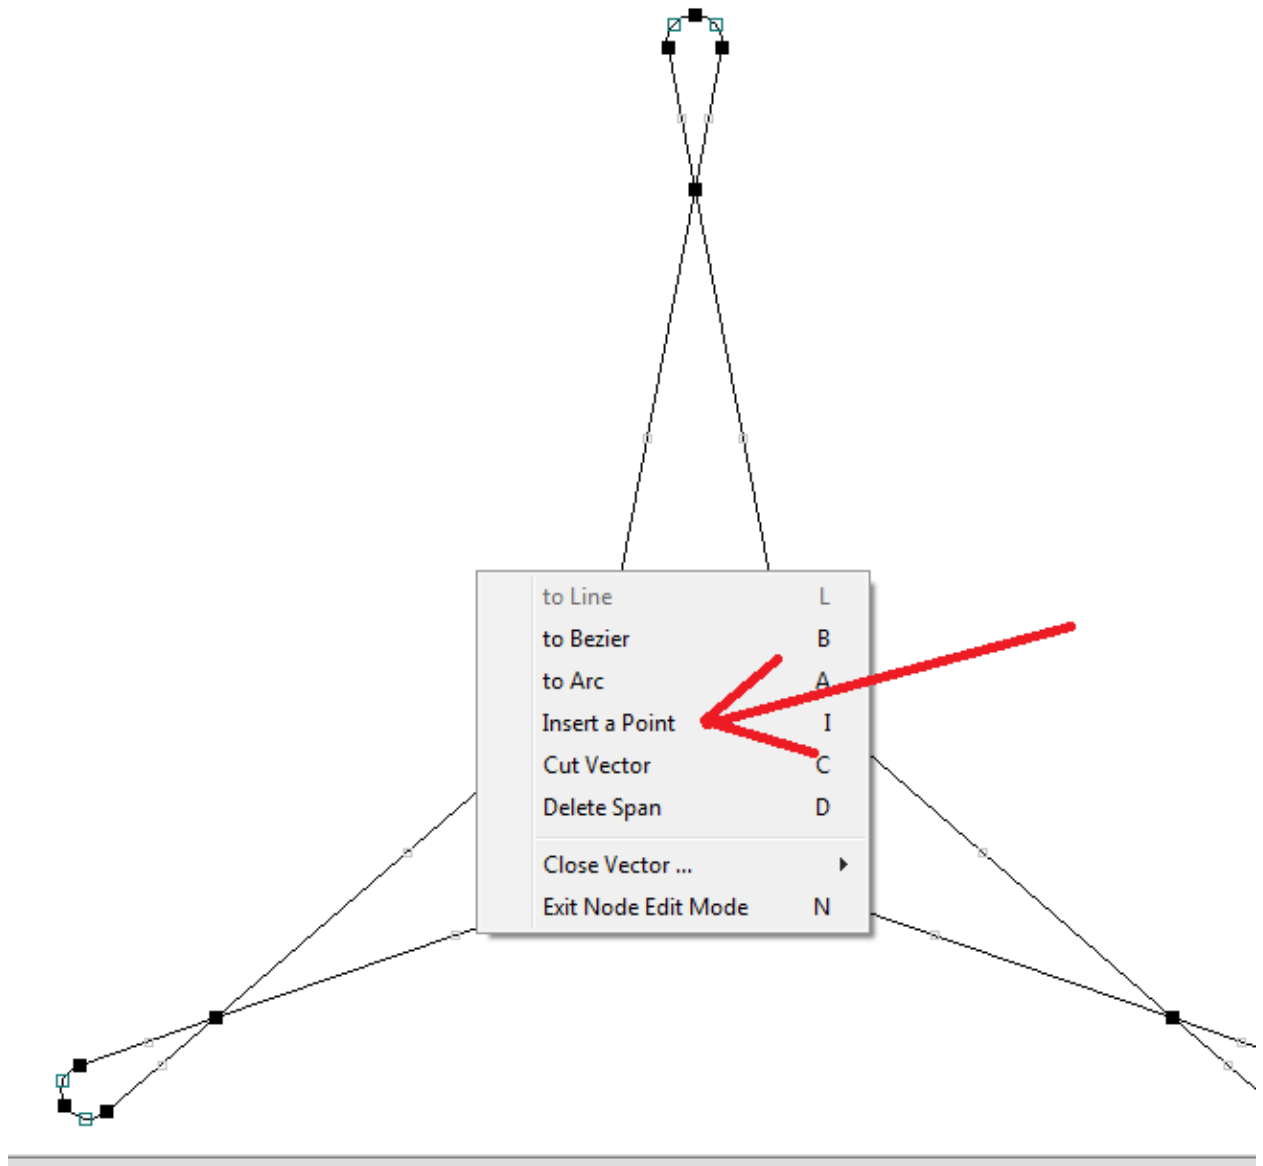 to Line L
to Bezier B
to Arc A
Insert a Point I
Cut Vector C
Delete Span D
Close Vector ...
Exit Node Edit Mode N